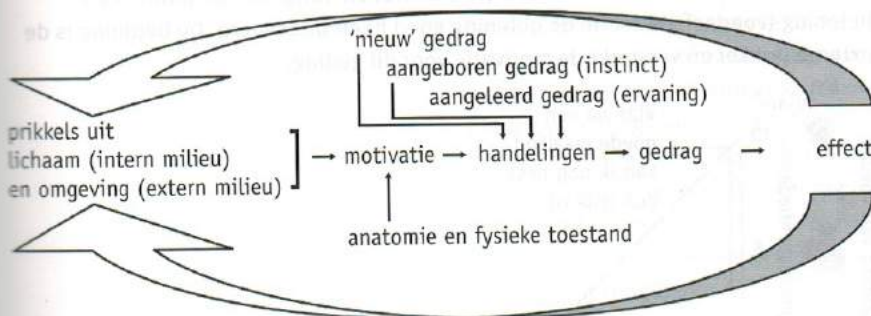 'nieuw' gedrag
aangeboren gedrag (instinct)
aangeleerd gedrag (ervaring)
prikkels uit
lichaam (intern milieu)
en omgeving (extern milieu)
motivatie
handelingen
gedrag
effect
anatomie en fysieke toestand